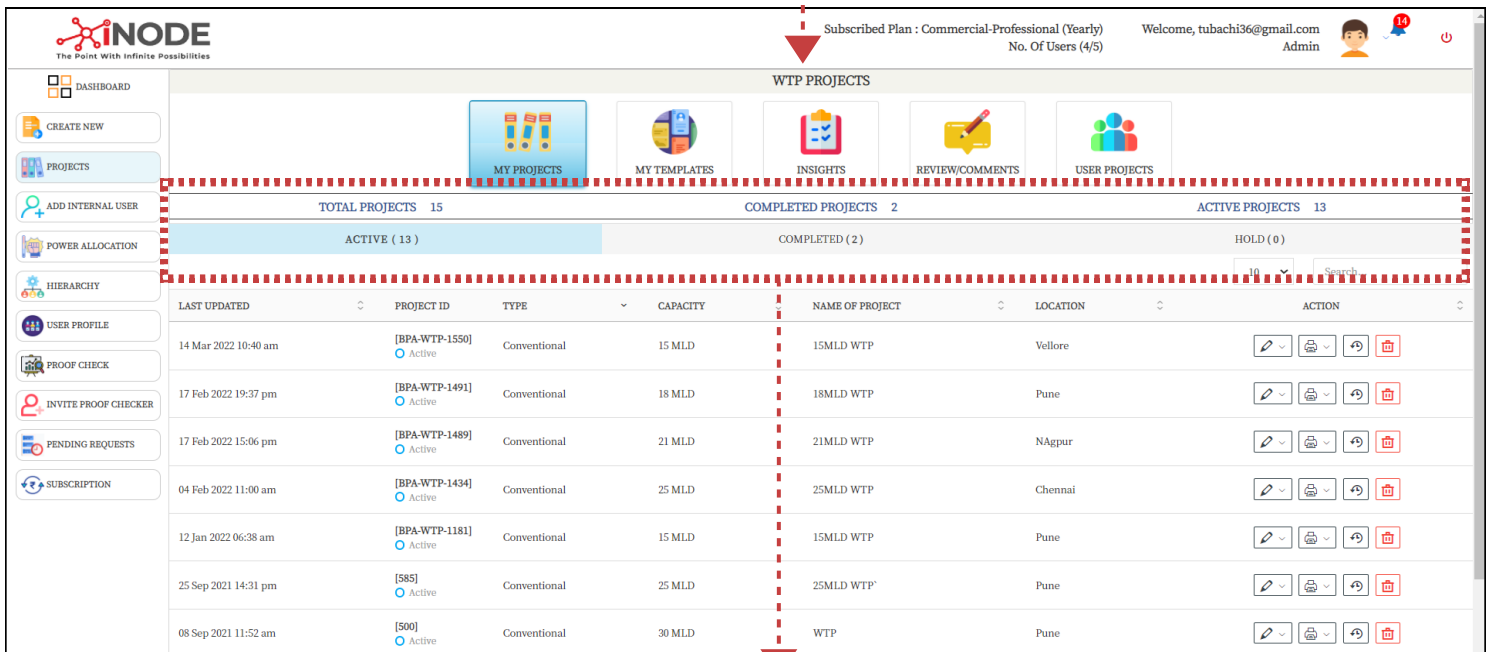 iNODE
The Point With Infinite Possibilities
Subscribed Plan : Commercial-Professional (Yearly)
No. Of Users (4/5)
Welcome, tubachi36@gmail.com
Admin
14
DASHBOARD
CREATE NEW
PROJECTS
ADD INTERNAL USER
POWER ALLOCATION
HIERARCHY
USER PROFILE
PROOF CHECK
INVITE PROOF CHECKER
PENDING REQUESTS
SUBSCRIPTION
WTP PROJECTS
MY PROJECTS MY TEMPLATES INSIGHTS REVIEW/COMMENTS USER PROJECTS
TOTAL PROJECTS 15 COMPLETED PROJECTS 2 ACTIVE PROJECTS 13
ACTIVE ( 13 ) COMPLETED ( 2 ) HOLD ( 0 )
10 Search..
LAST UPDATED PROJECT ID TYPE CAPACITY NAME OF PROJECT LOCATION ACTION
14 Mar 2022 10:40 am [BPA-WTP-1550] Conventional 15 MLD 15MLD WTP Vellore
Active
17 Feb 2022 19:37 pm [BPA-WTP-1491] Conventional 18 MLD 18MLD WTP Pune
Active
17 Feb 2022 15:06 pm [BPA-WTP-1489] Conventional 21 MLD 21MLD WTP NAgpur
Active
04 Feb 2022 11:00 am [BPA-WTP-1434] Conventional 25 MLD 25MLD WTP Chennai
Active
12 Jan 2022 06:38 am [BPA-WTP-1181] Conventional 15 MLD 15MLD WTP Pune
Active
25 Sep 2021 14:31 pm [585] Conventional 25 MLD 25MLD WTP` Pune
Active
08 Sep 2021 11:52 am [500] Conventional 30 MLD WTP Pune
Active